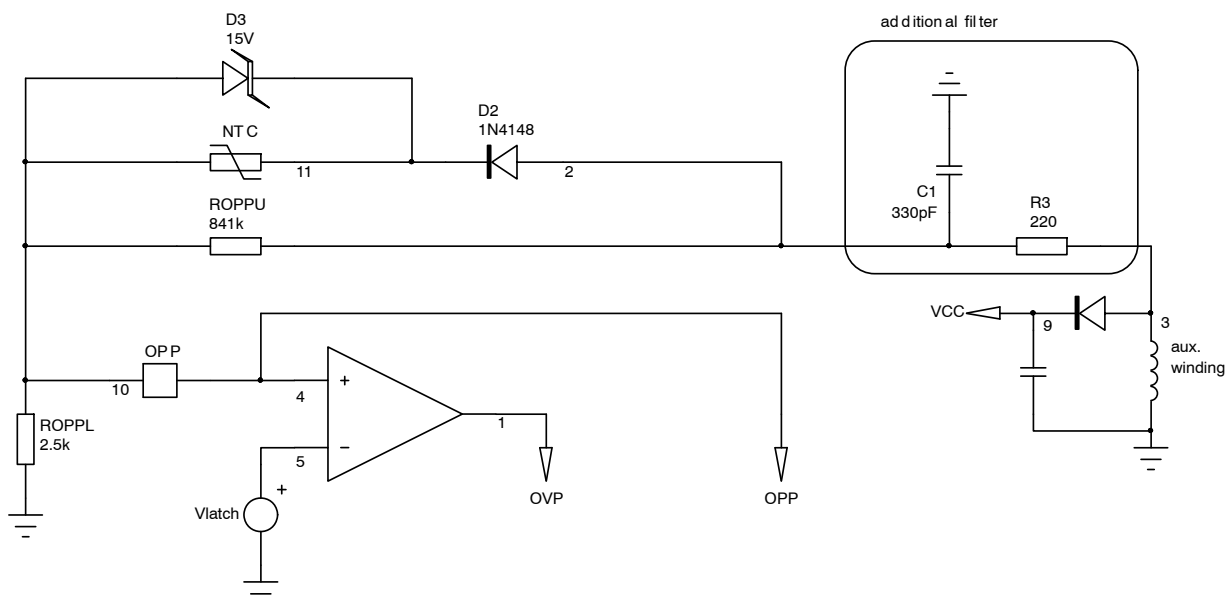 additional filter
D3
15V
D2
1N4148
NTC
11
2
C1
330pF
R3
220
ROPPU
841k
VCC
9
3
aux.
winding
OPP
10
4
+
1
ROPPL
2.5k
5
−
+
Vlatch
OVP
OPP